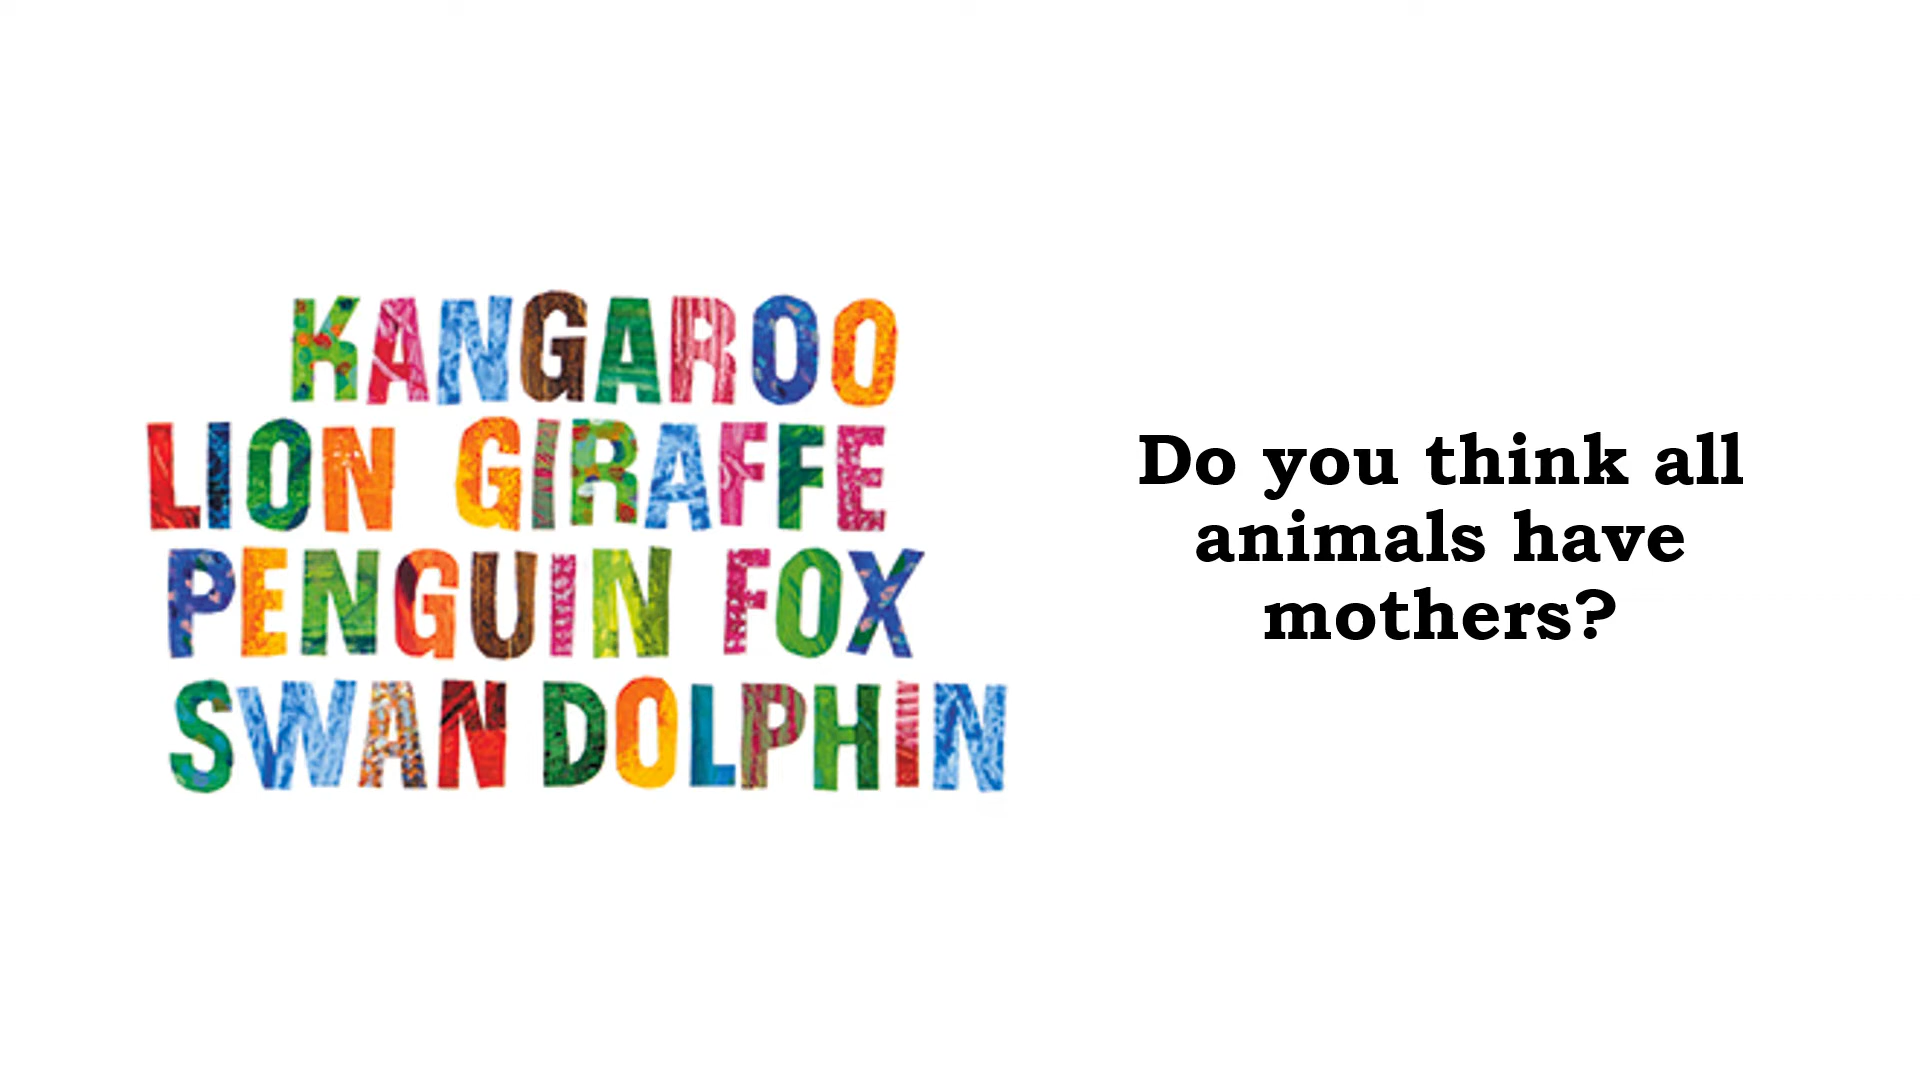 KANGAROO
LION GIRAFFE
PENGUIN FOX
SWAN DOLPHIN
Do you think all
animals have
mothers?